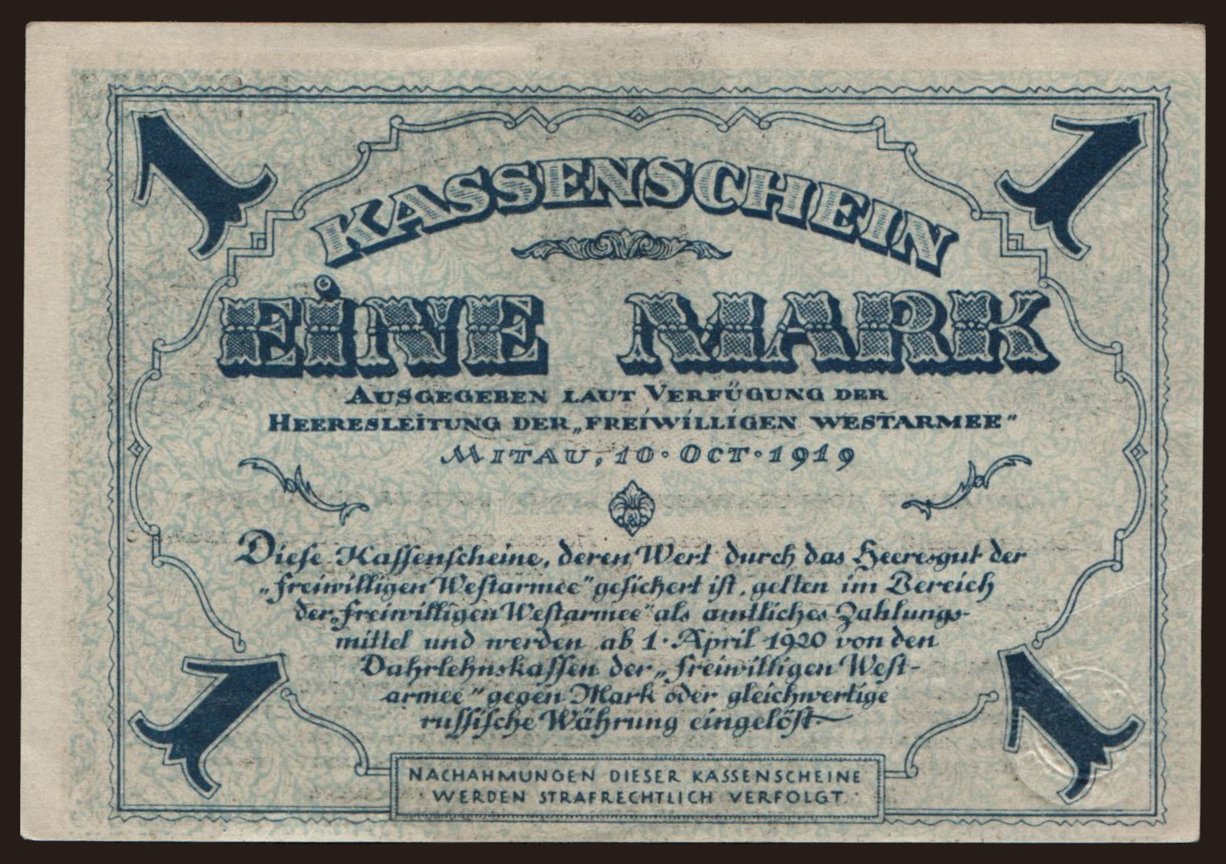 1 1
KASSENSCHEIN
EINE MARK
AUSGEGEBEN LAUT VERFÜGUNG DER
HEERESLEITUNG DER „FREIWILLIGEN WESTARMEE"
MITAU, 10·OCT·1919
Diese Kassenscheine, deren Wert durch das Heeresgut der
„Freiwilligen Westarmee" gesichert ist, gelten im Bereich
der „Freiwilligen Westarmee" als amtliches Zahlungs-
mittel und werden ab 1·April 1920 von den
Dahrlehnskassen der „Freiwilligen West-
armee" gegen Mark oder gleichwertige
russische Währung eingelöst
1 1
NACHAHMUNGEN DIESER KASSENSCHEINE
·WERDEN STRAFRECHTLICH VERFOLGT·